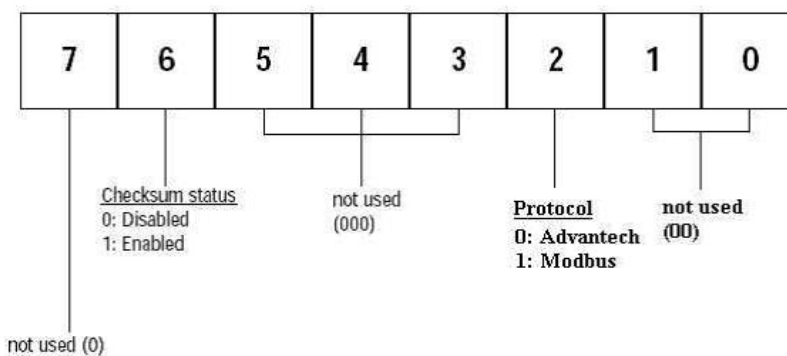 7 6 5 4 3 2 1 0
Checksum status
0: Disabled
1: Enabled
not used
(000)
Protocol
0: Advantech
1: Modbus
not used
(00)
not used (0)